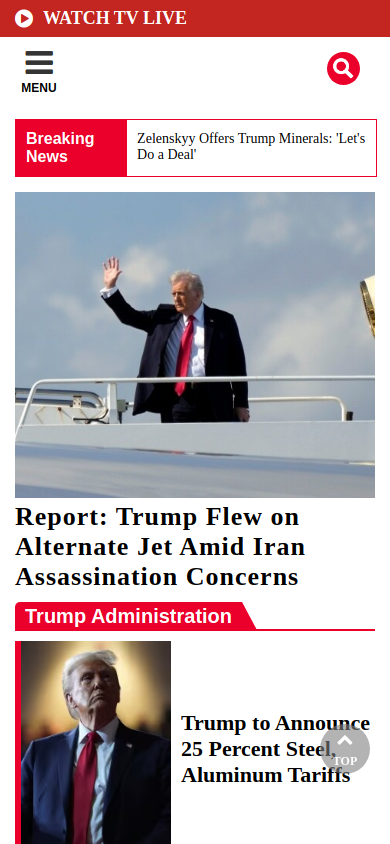 WATCH TV LIVE
MENU
Breaking
News
Zelenskyy Offers Trump Minerals: 'Let's
Do a Deal'
Report: Trump Flew on
Alternate Jet Amid Iran
Assassination Concerns
Trump Administration
Trump to Announce
25 Percent Steel,
Aluminum Tariffs
TOP